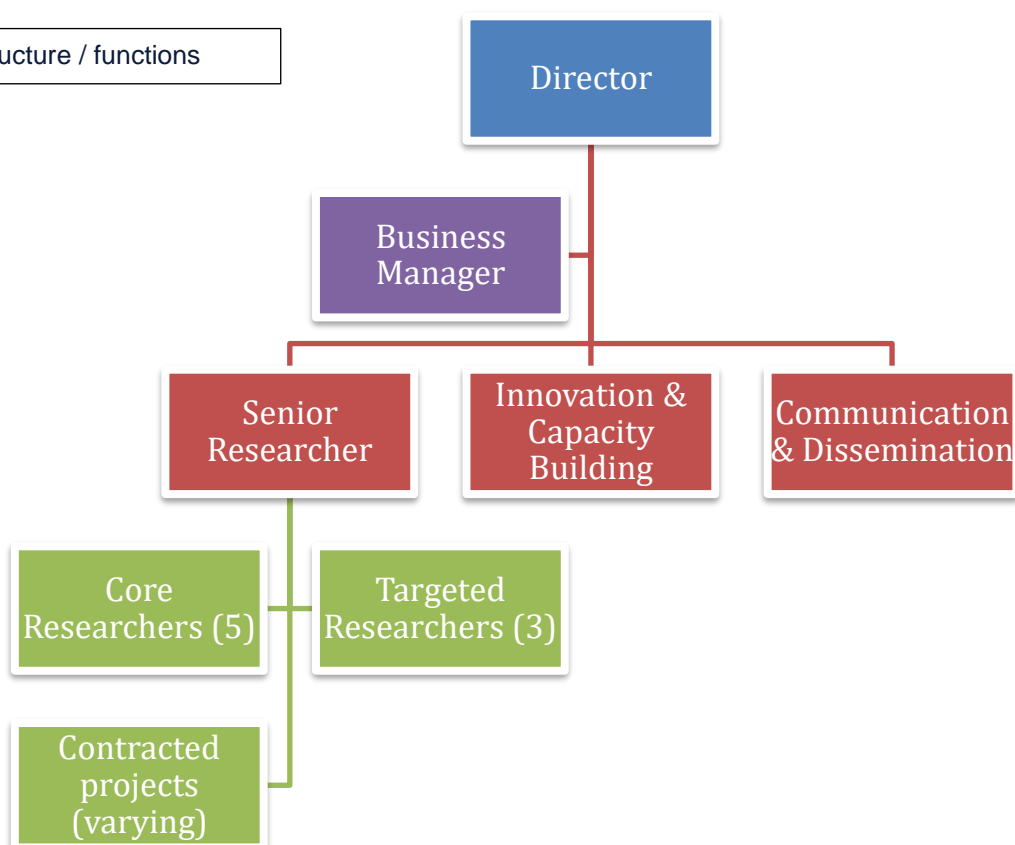 / functions
Director
Business
Manager
Senior
Researcher
Innovation &
Capacity
Building
Communication
& Dissemination
Core
Researchers (5)
Targeted
Researchers (3)
Contracted
projects
(varying)